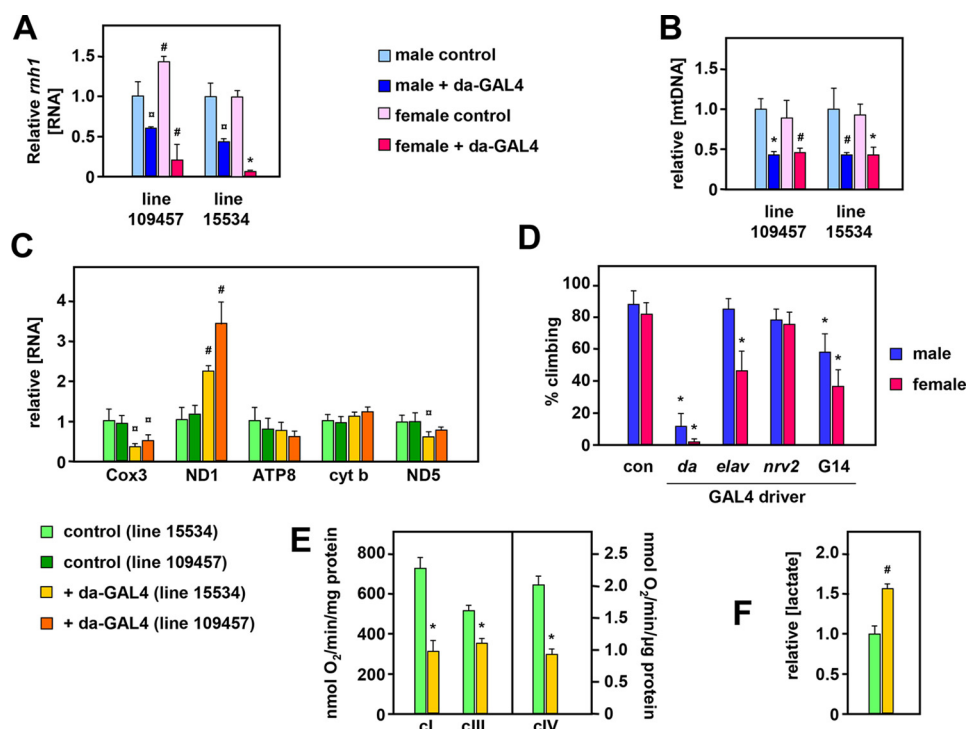 A
Relative rnh1
[RNA]
1.5
1.0
0.5
0
#
¤
#
¤
*
line
109457
line
15534
male control
male + da-GAL4
female control
female + da-GAL4
B
relative [mtDNA]
1.5
1.0
0.5
0
*
#
#
*
line
109457
line
15534
C
relative [RNA]
4
3
2
1
0
¤
¤
#
#
¤
Cox3
ND1
ATP8
cyt b
ND5
D
% climbing
100
80
60
40
20
0
*
*
*
*
*
con
da
elav
nrv2
G14
GAL4 driver
male
female
control (line 15534)
control (line 109457)
+ da-GAL4 (line 15534)
+ da-GAL4 (line 109457)
E
nmol O2/min/mg protein
800
600
400
200
0
*
*
*
cI
cIII
cIV
2.5
2.0
1.5
1.0
0.5
0
nmol O2/min/µg protein
F
relative [lactate]
2.0
1.5
1.0
0.5
0
#